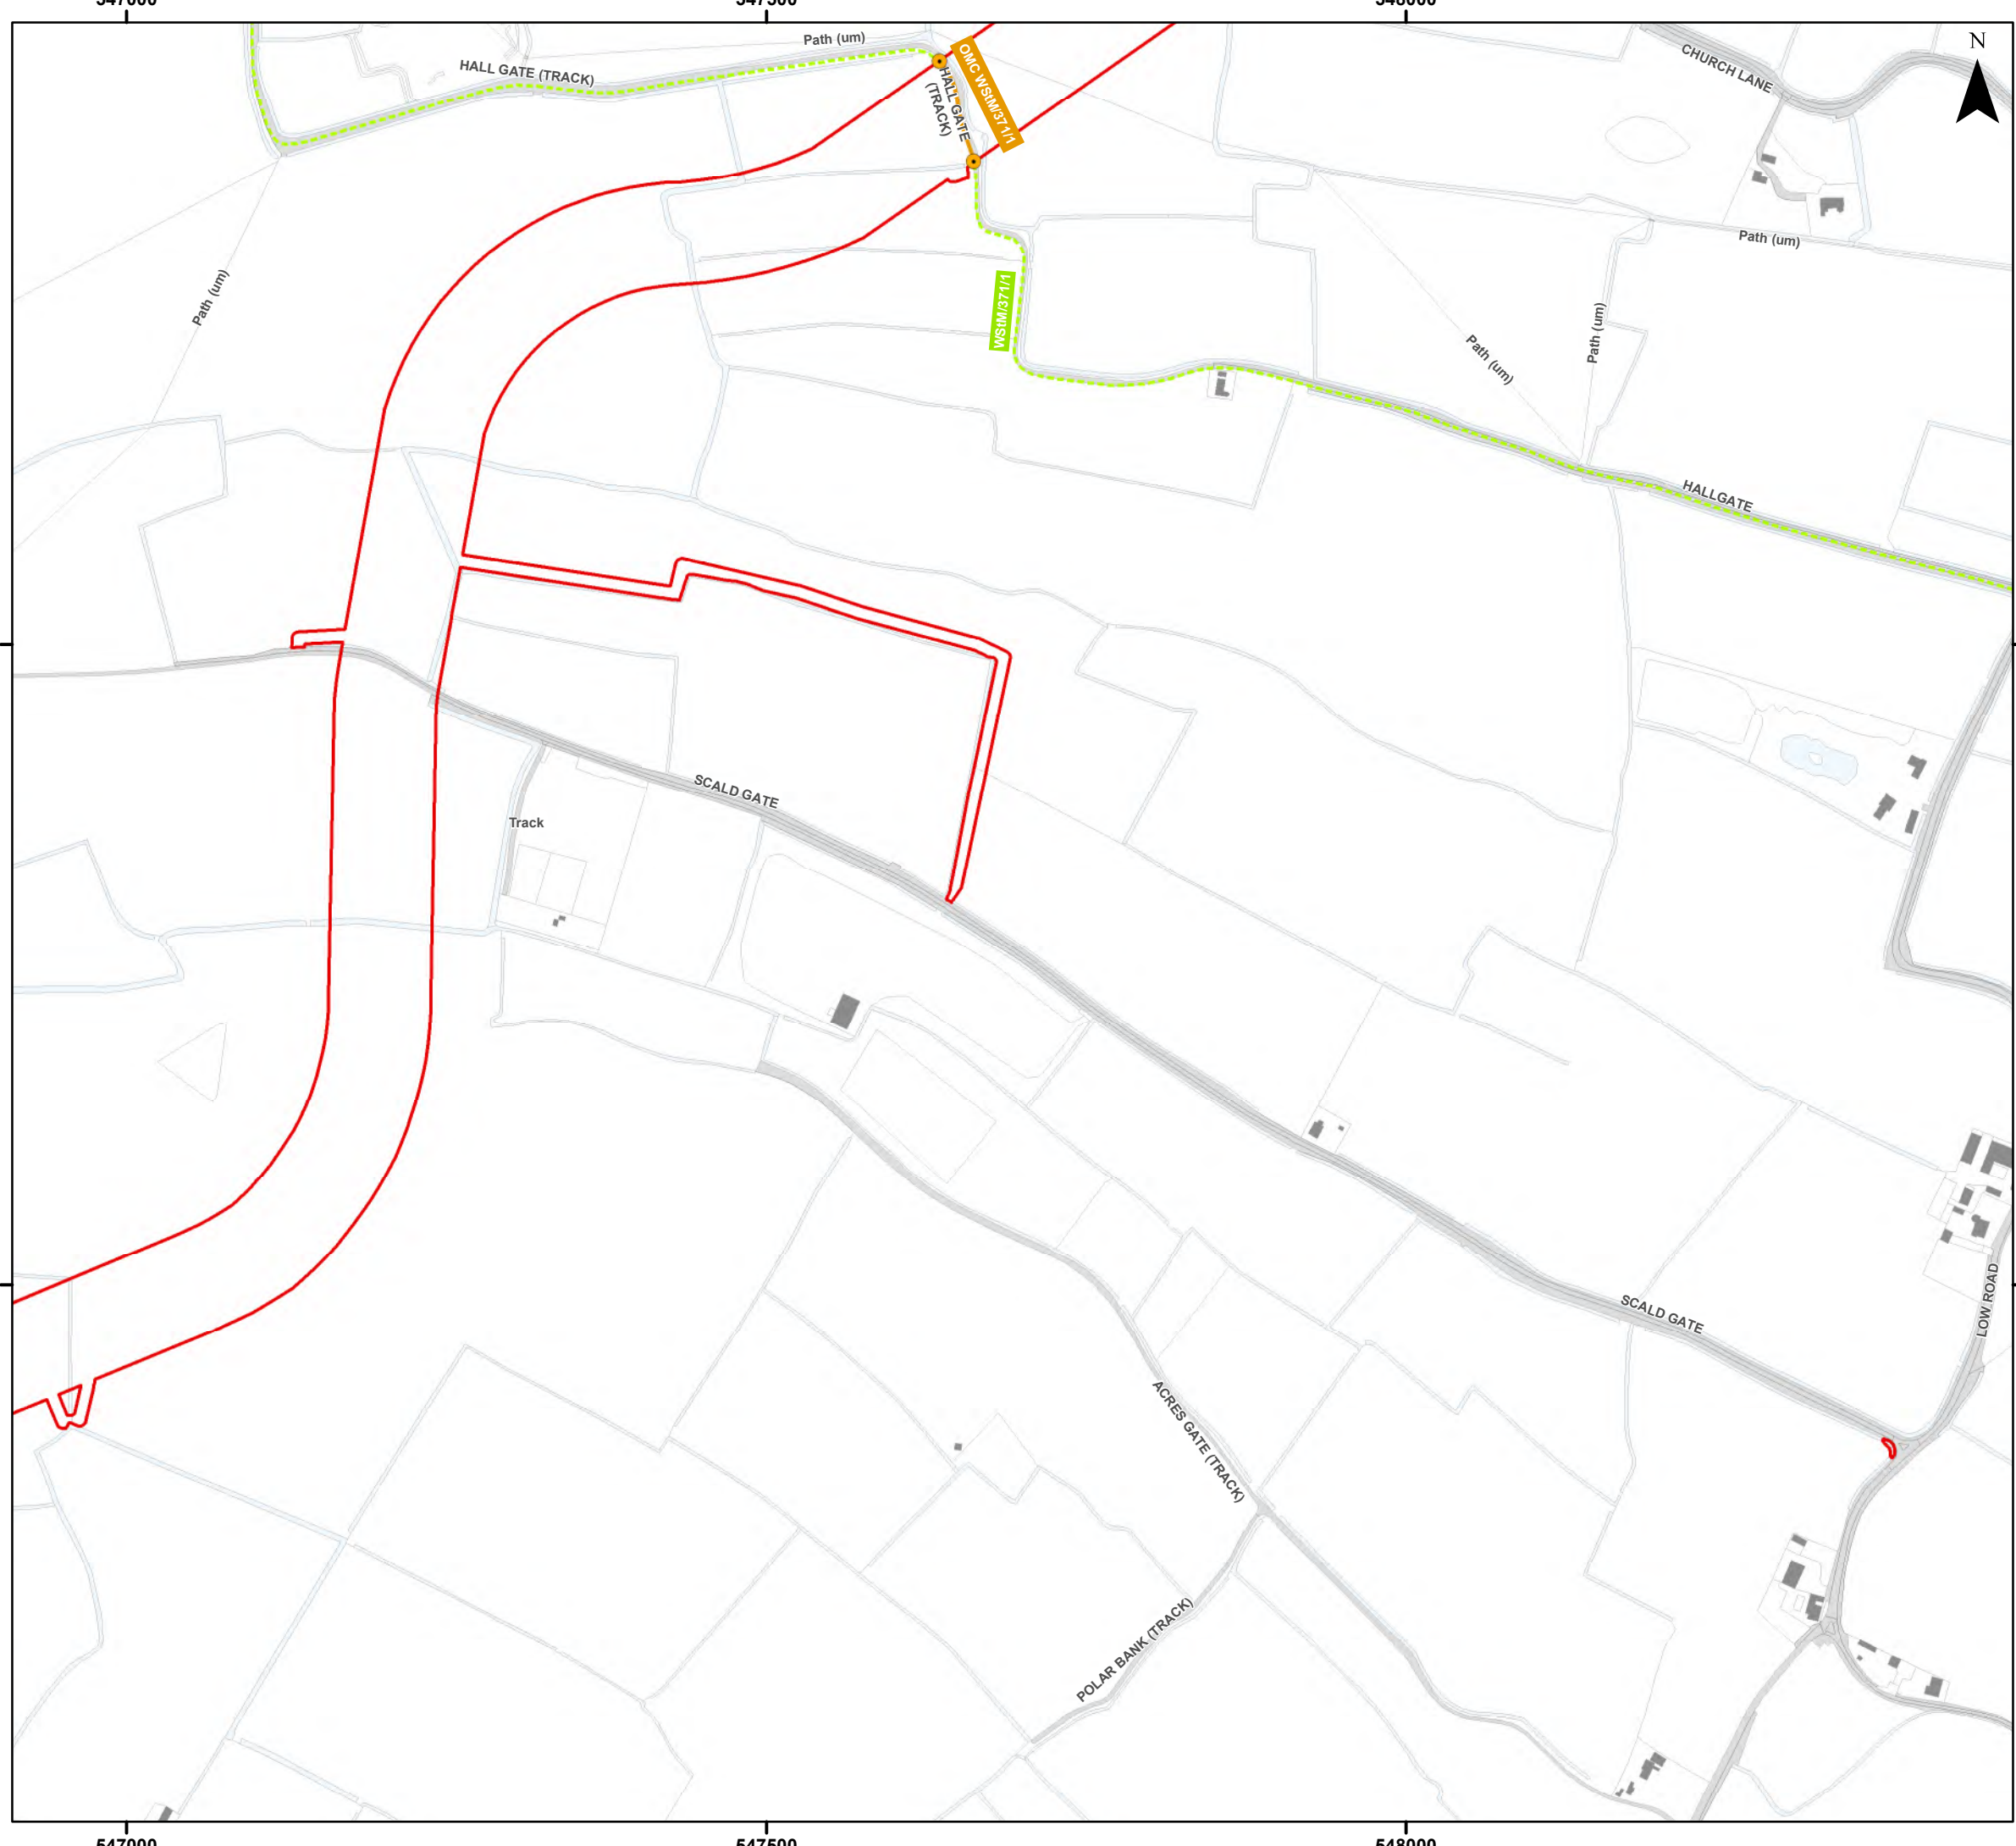 547000
547500
548000
Path (um)
CHURCH LANE
N
HALL GATE (TRACK)
OMC WStM/371/1
HALL GATE
(TRACK)
Path (um)
Path (um)
WStM/371/1
Path (um)
Path (um)
HALLGATE
SCALD GATE
Track
SCALD GATE
LOW ROAD
ACRES GATE (TRACK)
POLAR BANK (TRACK)
547000
547500
548000